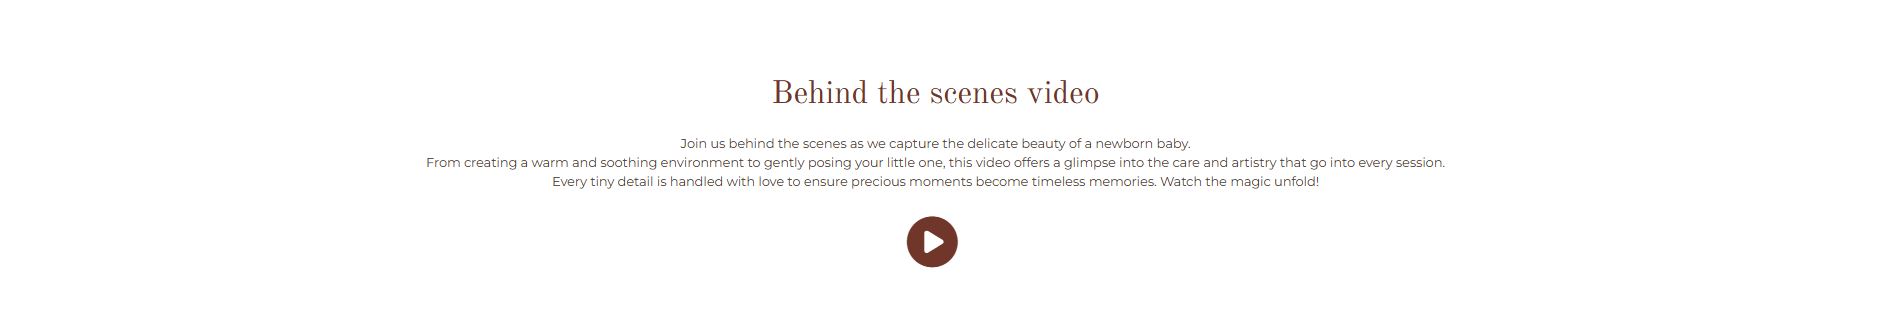 Behind the scenes video
Join us behind the scenes as we capture the delicate beauty of a newborn baby.
From creating a warm and soothing environment to gently posing your little one, this video offers a glimpse into the care and artistry that go into every session.
Every tiny detail is handled with love to ensure precious moments become timeless memories. Watch the magic unfold!